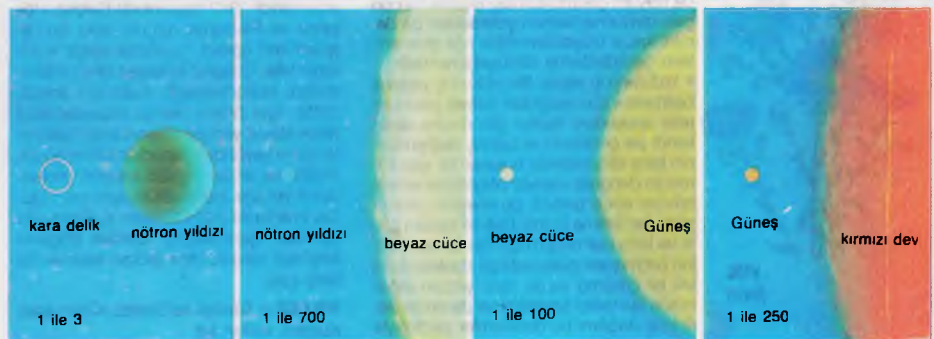 kara delik
nötron yıldızı
1 ile 3
nötron yıldızı
beyaz cüce
1 ile 700
beyaz cüce
Güneş
1 ile 100
Güneş
kırmızı dev
1 ile 250